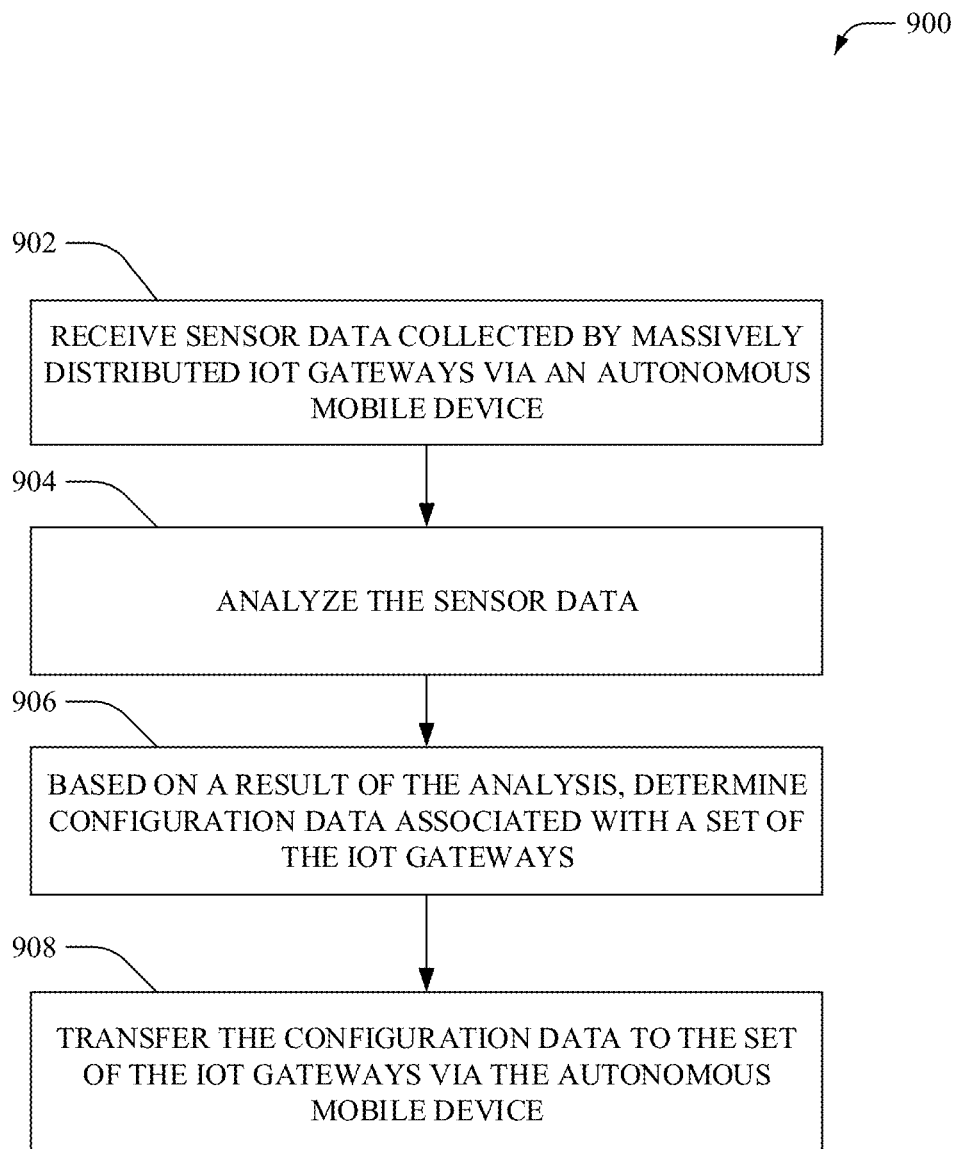 900
902
RECEIVE SENSOR DATA COLLECTED BY MASSIVELY
DISTRIBUTED IOT GATEWAYS VIA AN AUTONOMOUS
MOBILE DEVICE
904
ANALYZE THE SENSOR DATA
906
BASED ON A RESULT OF THE ANALYSIS, DETERMINE
CONFIGURATION DATA ASSOCIATED WITH A SET OF
THE IOT GATEWAYS
908
TRANSFER THE CONFIGURATION DATA TO THE SET
OF THE IOT GATEWAYS VIA THE AUTONOMOUS
MOBILE DEVICE